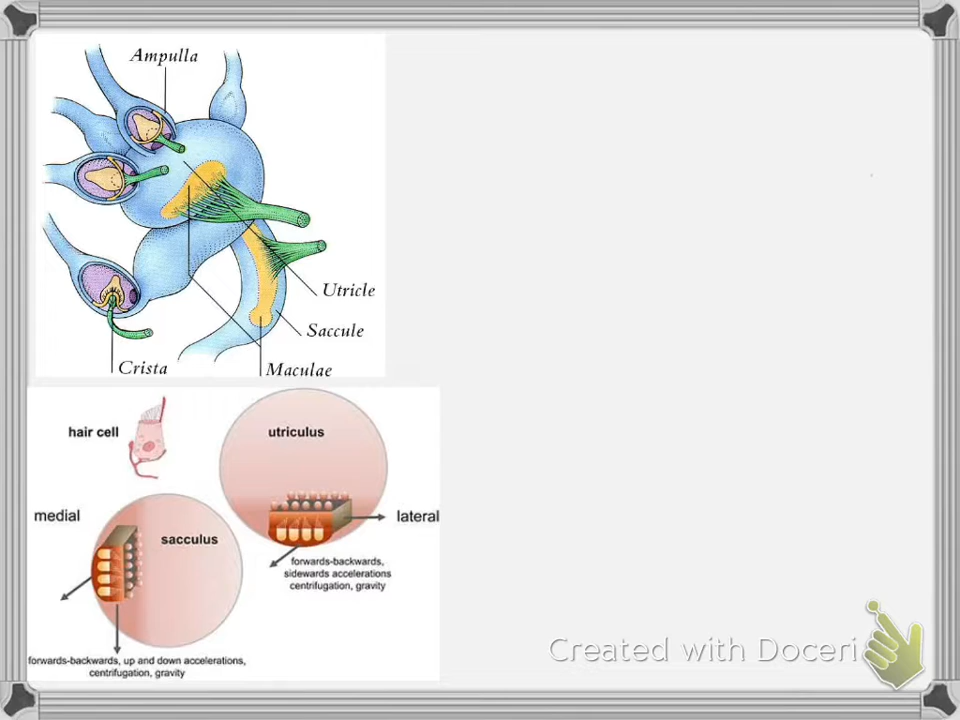 Ampulla
Utricle
Saccule
Crista
Maculae
hair cell
utriculus
medial
lateral
sacculus
forwards-backwards,
sidewards accelerations
centrifugation, gravity
forwards-backwards, up and down accelerations,
centrifugation, gravity
Created with Doceri